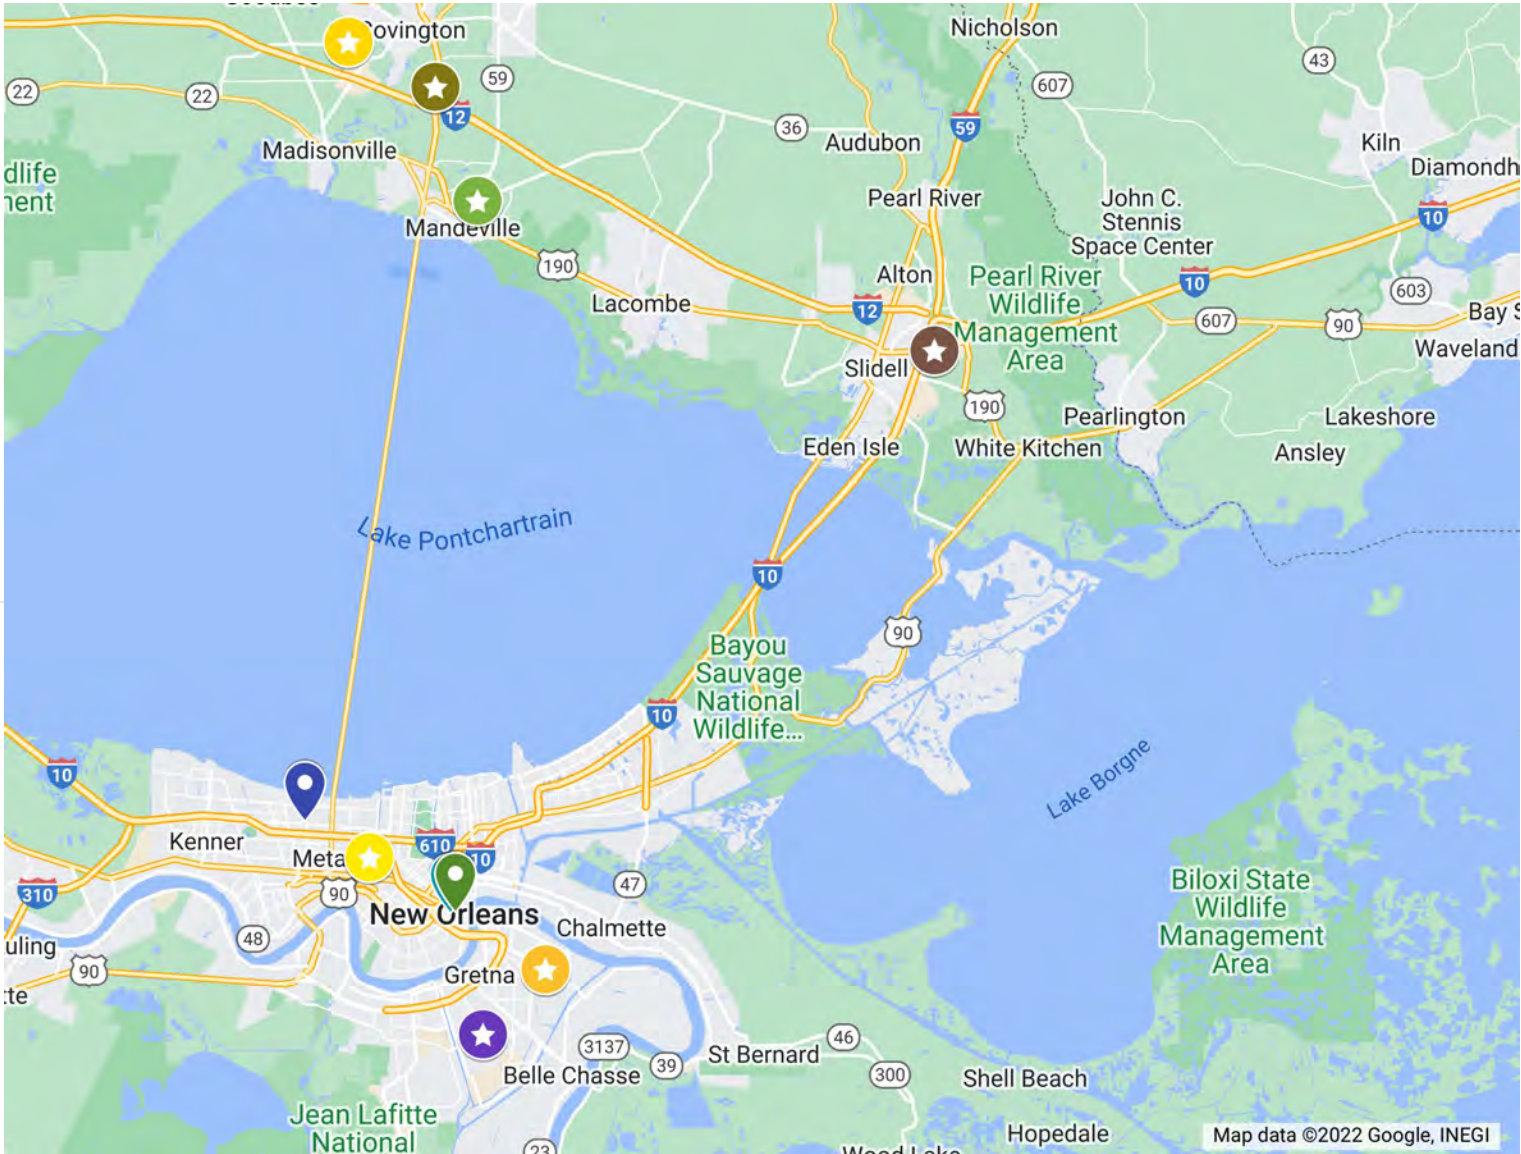 Nicholson
Covington
43
59
607
22
22
12
59
36
Audubon
Kiln
Madisonville
Diamondh
dlife
ment
Pearl River
John C.
Stennis
Space Center
Mandeville
10
190
Alton
Pearl River
Wildlife
Management
Area
10
603
Lacombe
12
607
90
Bay S
Waveland
Slidell
190
Pearlington
Lakeshore
Eden Isle
White Kitchen
Ansley
Lake Pontchartrain
10
90
Bayou
Sauvage
National
Wildlife...
10
10
Lake Borgne
Kenner
Meta
610
10
310
90
47
Biloxi State
Wildlife
Management
Area
New Orleans
Chalmette
48
uling
90
Gretna
tte
3137
39
46
St Bernard
300
Belle Chasse
Shell Beach
Jean Lafitte
National
Hopedale
23
Map data ©2022 Google, INEGI